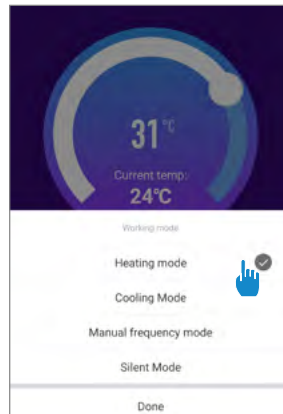 31°C
Current temp:
24°C
Working mode
Heating mode
Cooling Mode
Manual frequency mode
Silent Mode
Done